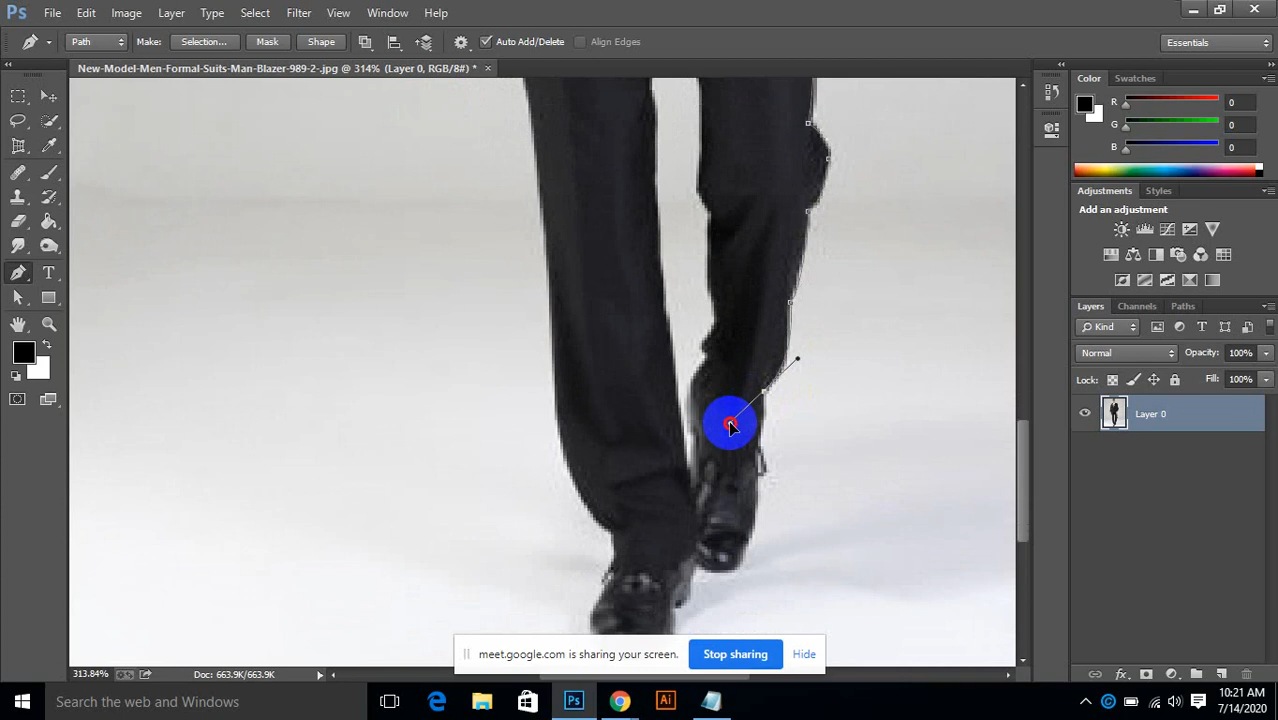 Ps File Edit Image Layer Type Select Filter View Window Help
Path Make: Selection... Mask Shape Auto Add/Delete Align Edges Essentials
New-Model-Men-Formal-Suits-Man-Blazer-989-2-.jpg @ 314% (Layer 0, RGB/8#) * ×
Color Swatches
R 0
G 0
B 0
Adjustments Styles
Add an adjustment
Layers Channels Paths
Kind
Normal Opacity: 100%
Lock: Fill: 100%
Layer 0
meet.google.com is sharing your screen. Stop sharing Hide
313.84% Doc: 663.9K/663.9K
Search the web and Windows
Ps Ai
10:21 AM
7/14/2020